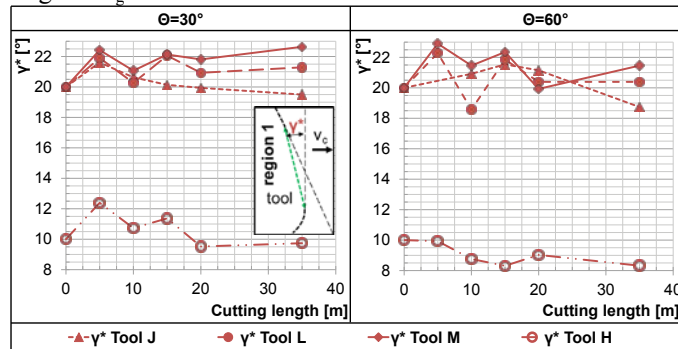 Θ=30°
Θ=60°
γ* [°]
22
20
18
16
14
12
10
8
0
10
20
30
40
Cutting length [m]
region 1
tool
γ*
v_c
γ* [°]
22
20
18
16
14
12
10
8
0
10
20
30
40
Cutting length [m]
γ* Tool J
γ* Tool L
γ* Tool M
γ* Tool H